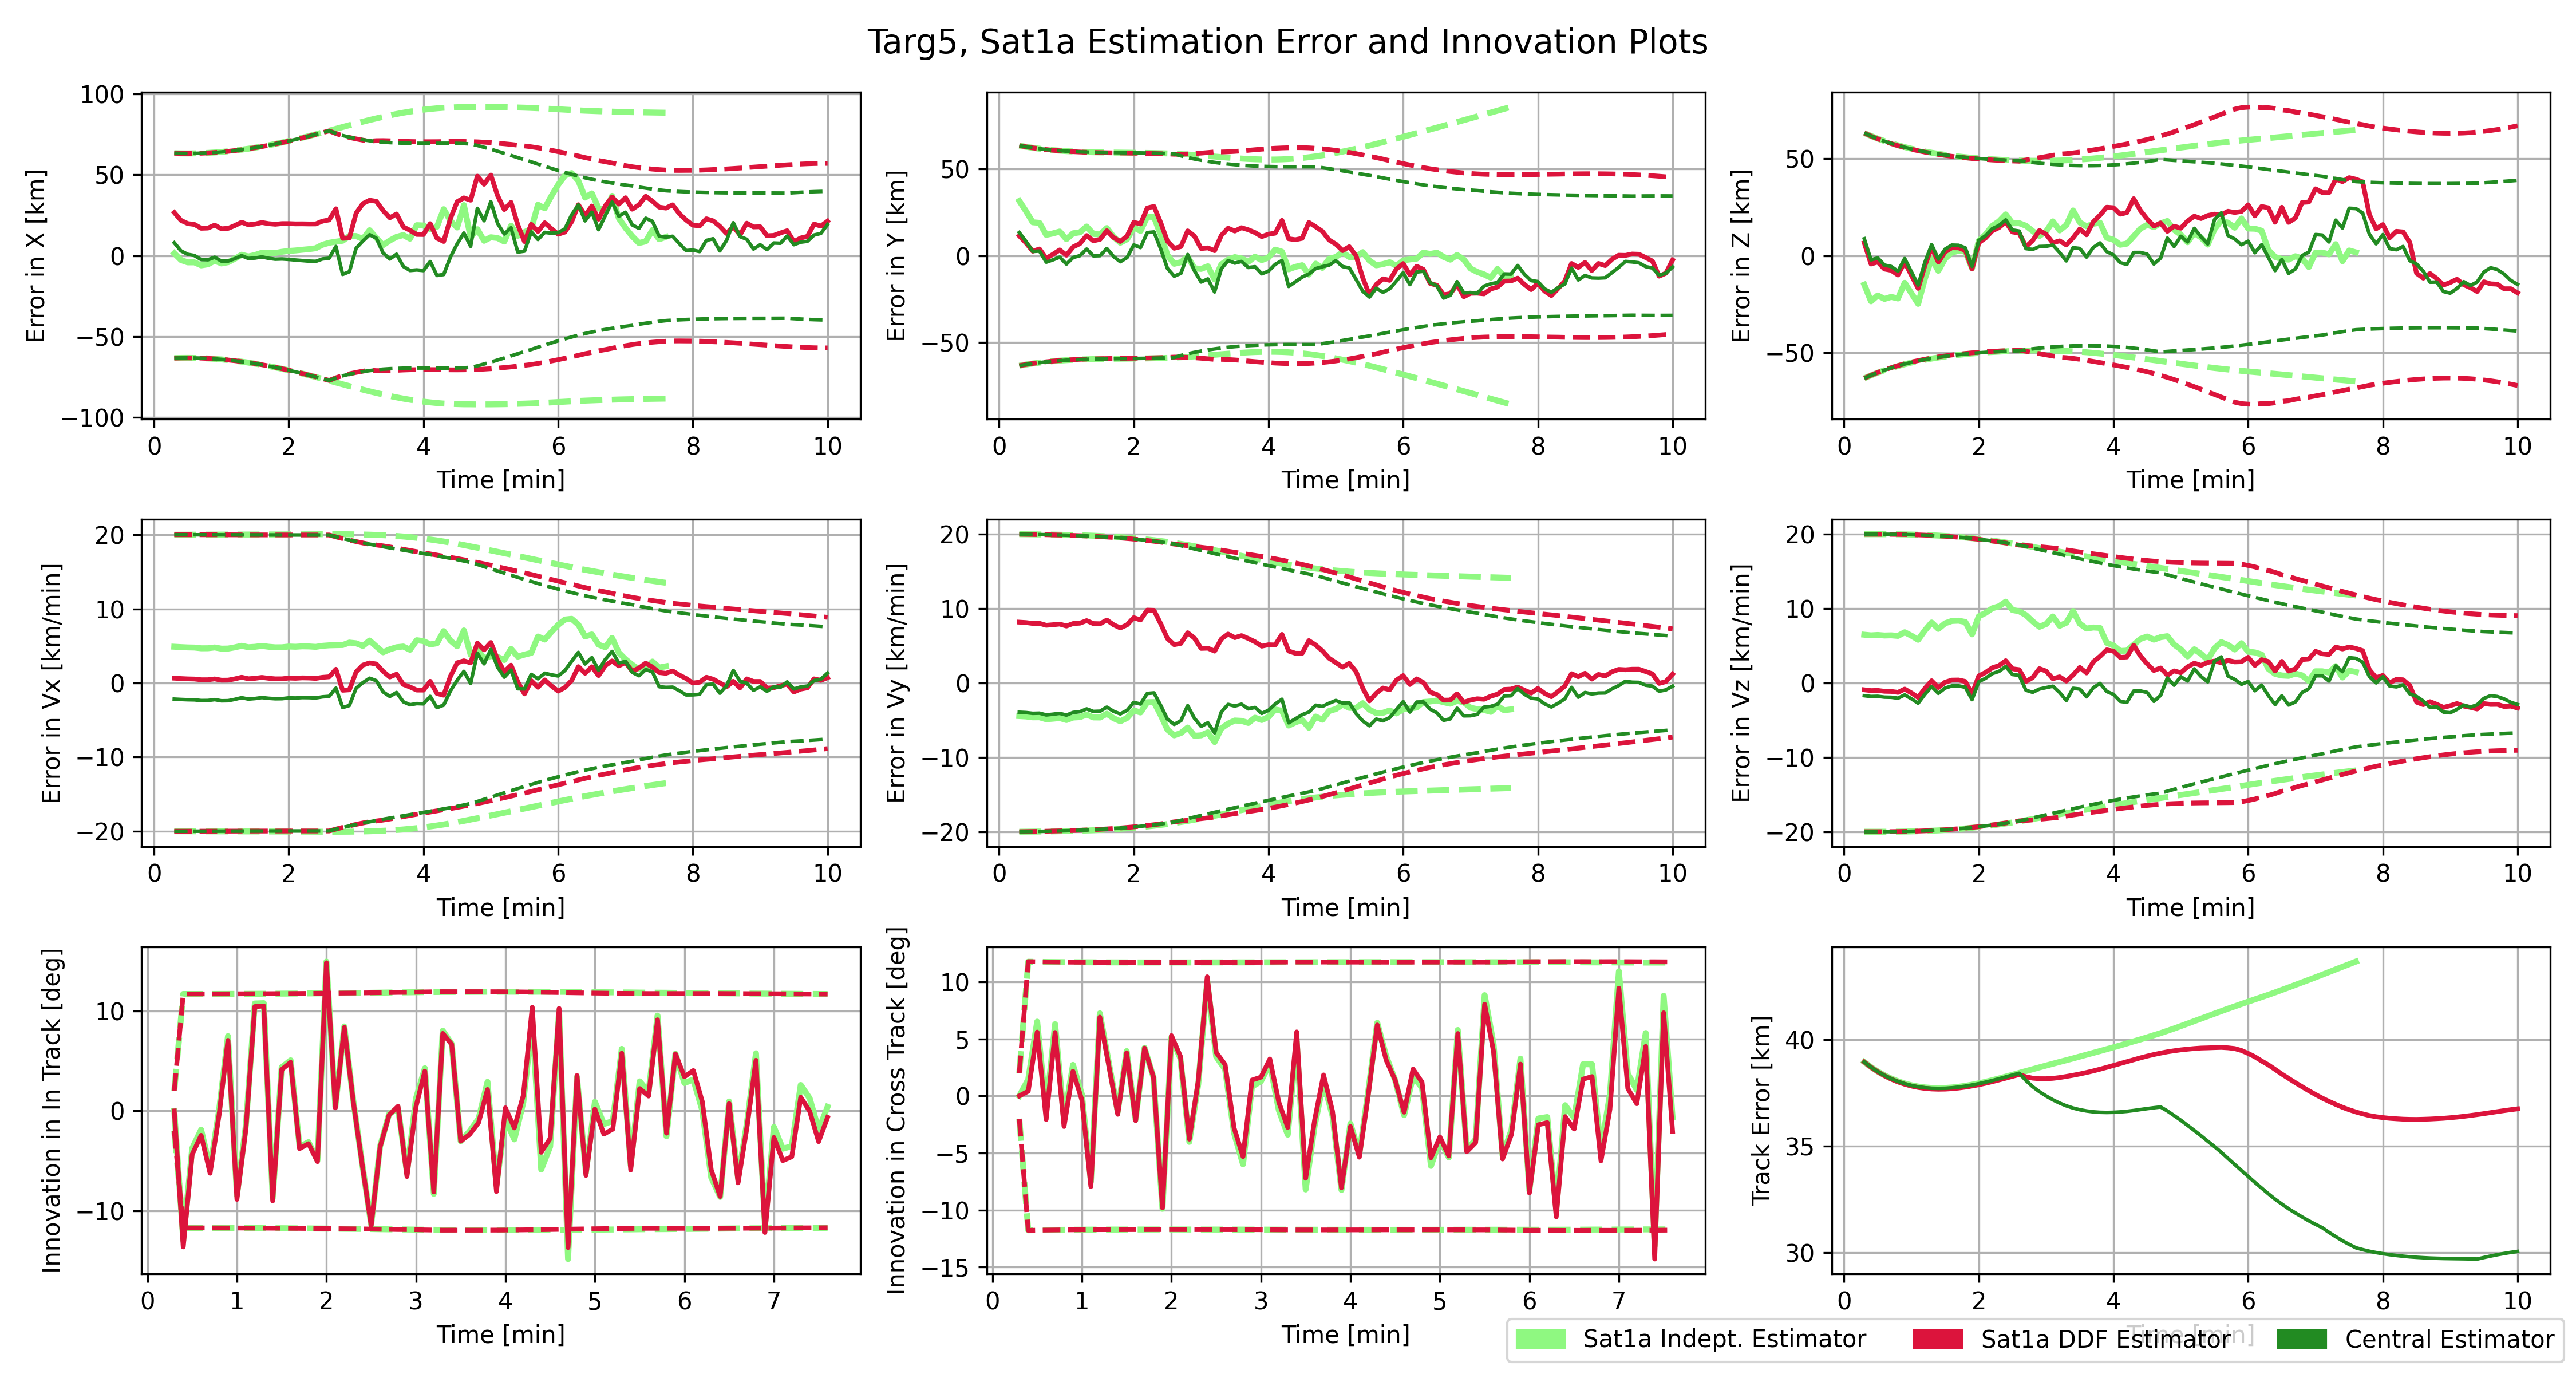 Targ5, Sat1a Estimation Error and Innovation Plots
Error in X [km]
100
50
0
−50
−100
0 2 4 6 8 10
Time [min]
Error in Y [km]
50
0
−50
0 2 4 6 8 10
Time [min]
Error in Z [km]
50
0
−50
0 2 4 6 8 10
Time [min]
Error in Vx [km/min]
20
10
0
−10
−20
0 2 4 6 8 10
Time [min]
Error in Vy [km/min]
20
10
0
−10
−20
0 2 4 6 8 10
Time [min]
Error in Vz [km/min]
20
10
0
−10
−20
0 2 4 6 8 10
Time [min]
Innovation in In Track [deg]
10
0
−10
0 1 2 3 4 5 6 7
Time [min]
Innovation in Cross Track [deg]
10
5
0
−5
−10
−15
0 1 2 3 4 5 6 7
Time [min]
Track Error [km]
40
35
30
0 2 4 6 8 10
Time [min]
Sat1a Indept. Estimator Sat1a DDF Estimator Central Estimator